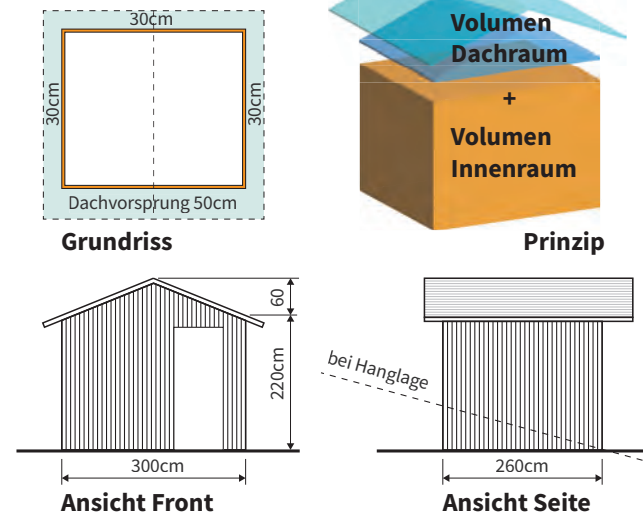 30cm
30cm
30cm
Dachvorsprung 50cm
Grundriss
Volumen
Dachraum
+
Volumen
Innenraum
Prinzip
60
220cm
300cm
Ansicht Front
bei Hanglage
260cm
Ansicht Seite